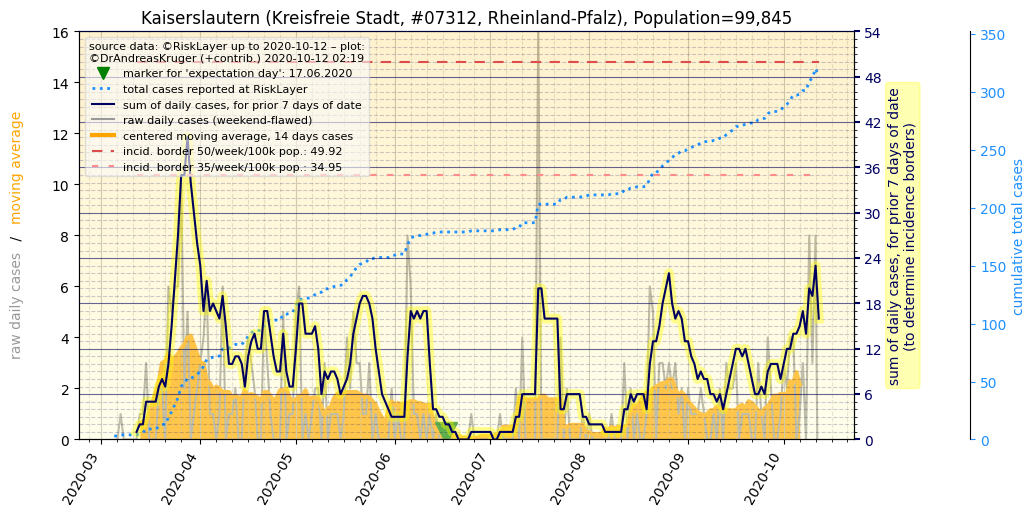 Kaiserslautern (Kreisfreie Stadt, #07312, Rheinland-Pfalz), Population=99,845
source data: ©RiskLayer up to 2020-10-12 – plot:
©DrAndreasKruger (+contrib.) 2020-10-12 02:19
marker for 'expectation day': 17.06.2020
total cases reported at RiskLayer
sum of daily cases, for prior 7 days of date
raw daily cases (weekend-flawed)
centered moving average, 14 days cases
incid. border 50/week/100k pop.: 49.92
incid. border 35/week/100k pop.: 34.95
raw daily cases / moving average
16
14
12
10
8
6
4
2
0
54
48
42
36
30
24
18
12
6
0
sum of daily cases, for prior 7 days of date
(to determine incidence borders)
350
300
250
200
150
100
50
0
cumulative total cases
2020-03
2020-04
2020-05
2020-06
2020-07
2020-08
2020-09
2020-10